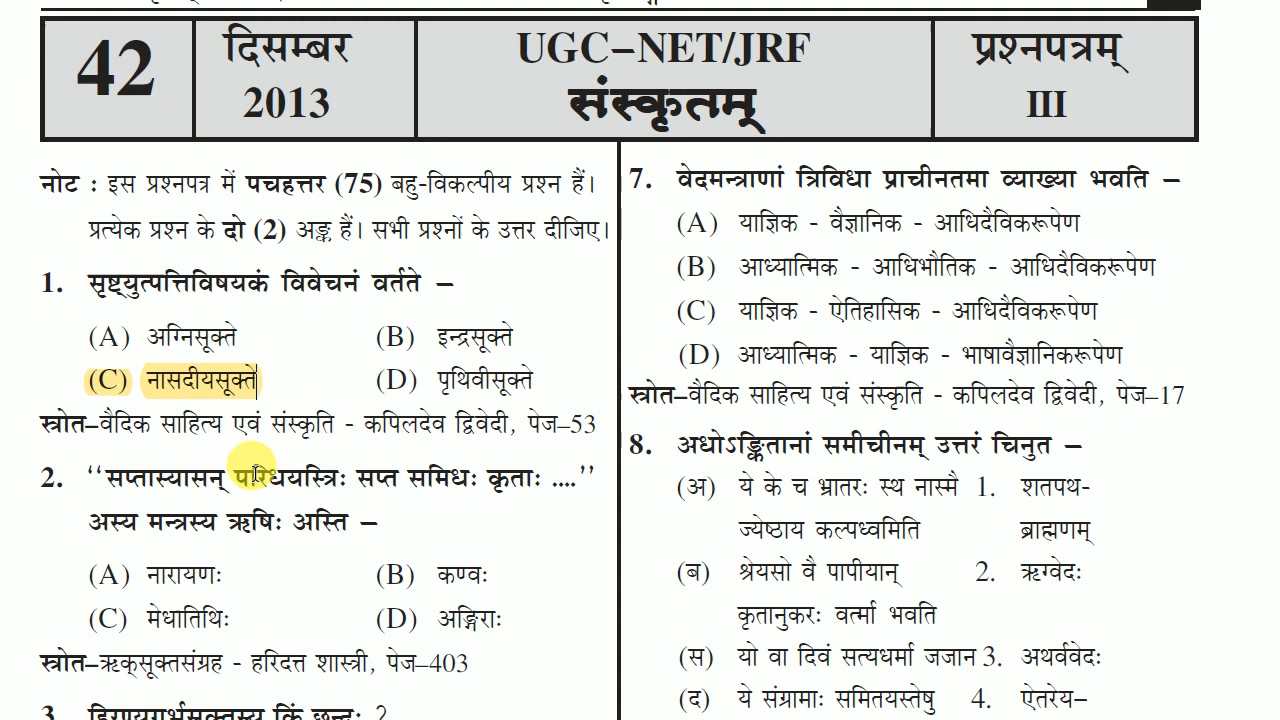 42
दिसम्बर
2013
UGC–NET/JRF
संस्कृतम्
प्रश्नपत्रम्
III
नोट : इस प्रश्नपत्र में पचहत्तर (75) बहु-विकल्पीय प्रश्न हैं।
प्रत्येक प्रश्न के दो (2) अङ्क हैं। सभी प्रश्नों के उत्तर दीजिए।
1. सृष्ट्युत्पत्तिविषयकं विवेचनं वर्तते –
(A) अग्निसूक्ते (B) इन्द्रसूक्ते
(C) नासदीयसूक्ते (D) पृथिवीसूक्ते
स्त्रोत–वैदिक साहित्य एवं संस्कृति - कपिलदेव द्विवेदी, पेज–53
2. ‘‘सप्तास्यासन् परिधयस्त्रिः सप्त समिधः कृताः ....’’
अस्य मन्त्रस्य ऋषिः अस्ति –
(A) नारायणः (B) कण्वः
(C) मेधातिथिः (D) अङ्गिराः
स्त्रोत–ऋक्सूक्तसंग्रह - हरिदत्त शास्त्री, पेज–403
3. हिरण्यगर्भसूक्तस्य किं छन्दः ?
7. वेदमन्त्राणां त्रिविधा प्राचीनतमा व्याख्या भवति –
(A) याज्ञिक - वैज्ञानिक - आधिदैविकरूपेण
(B) आध्यात्मिक - आधिभौतिक - आधिदैविकरूपेण
(C) याज्ञिक - ऐतिहासिक - आधिदैविकरूपेण
(D) आध्यात्मिक - याज्ञिक - भाषावैज्ञानिकरूपेण
स्त्रोत–वैदिक साहित्य एवं संस्कृति - कपिलदेव द्विवेदी, पेज–17
8. अधोऽङ्कितानां समीचीनम् उत्तरं चिनुत –
(अ) ये के च भ्रातरः स्थ नास्मै 1. शतपथ-
ज्येष्ठाय कल्पध्वमिति ब्राह्मणम्
(ब) श्रेयसो वै पापीयान् 2. ऋग्वेदः
कृतानुकरः वर्त्मा भवति
(स) यो वा दिवं सत्यधर्मा जजान 3. अथर्ववेदः
(द) ये संग्रामाः समितयस्तेषु 4. ऐतरेय–